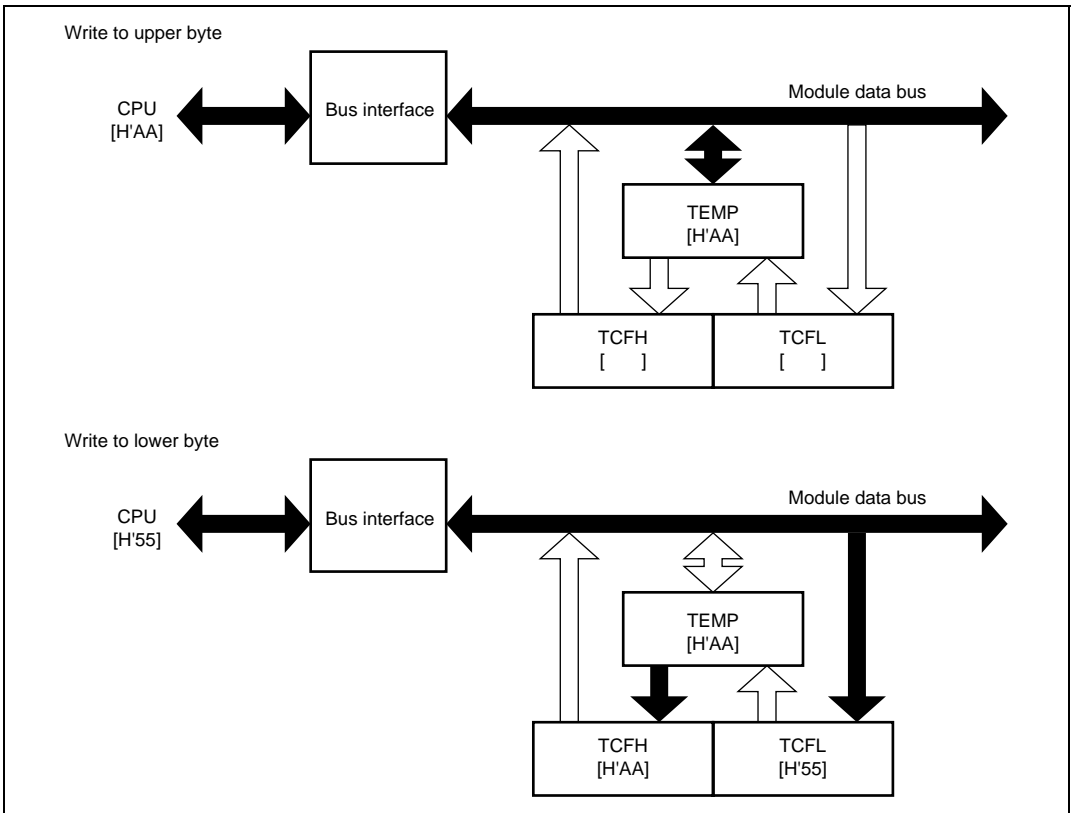 Write to upper byte
CPU
[H'AA]
Bus interface
Module data bus
TEMP
[H'AA]
TCFH
[ ]
TCFL
[ ]
Write to lower byte
CPU
[H'55]
Bus interface
Module data bus
TEMP
[H'AA]
TCFH
[H'AA]
TCFL
[H'55]